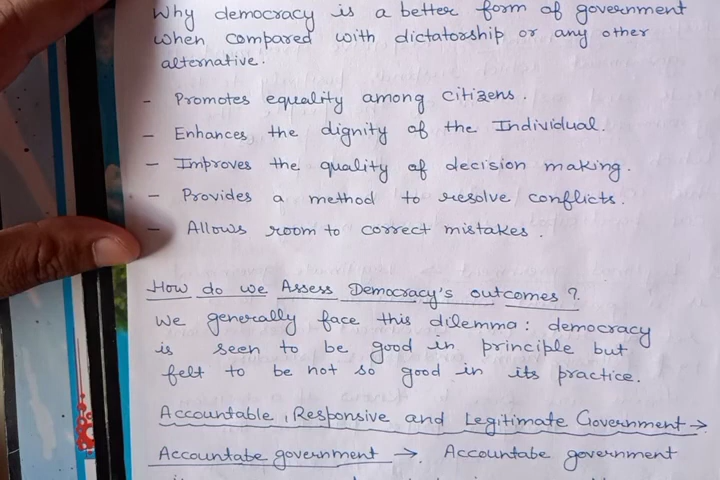 Why democracy is a better form of government
when compared with dictatorship or any other
alternative.
- Promotes equality among citizens.
- Enhances the dignity of the Individual.
- Improves the quality of decision making.
- Provides a method to resolve conflicts.
- Allows room to correct mistakes.
How do we Assess Democracy's outcomes ?
We generally face this dilemma: democracy
is seen to be good in principle but
felt to be not so good in its practice.
Accountable, Responsive and Legitimate Government →
Accountabe government → Accountabe government